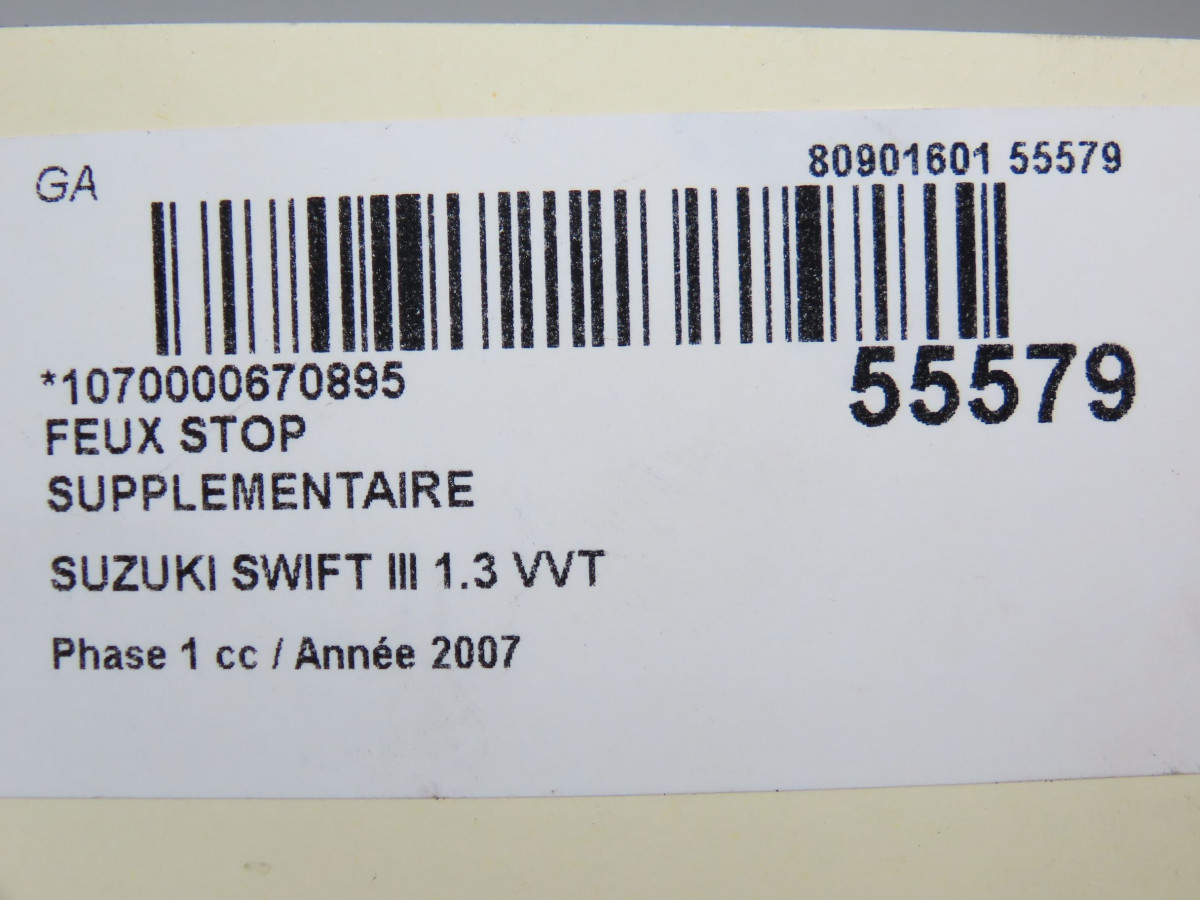 GA
80901601 55579
*1070000670895
55579
FEUX STOP
SUPPLEMENTAIRE
SUZUKI SWIFT III 1.3 VVT
Phase 1 cc / Année 2007